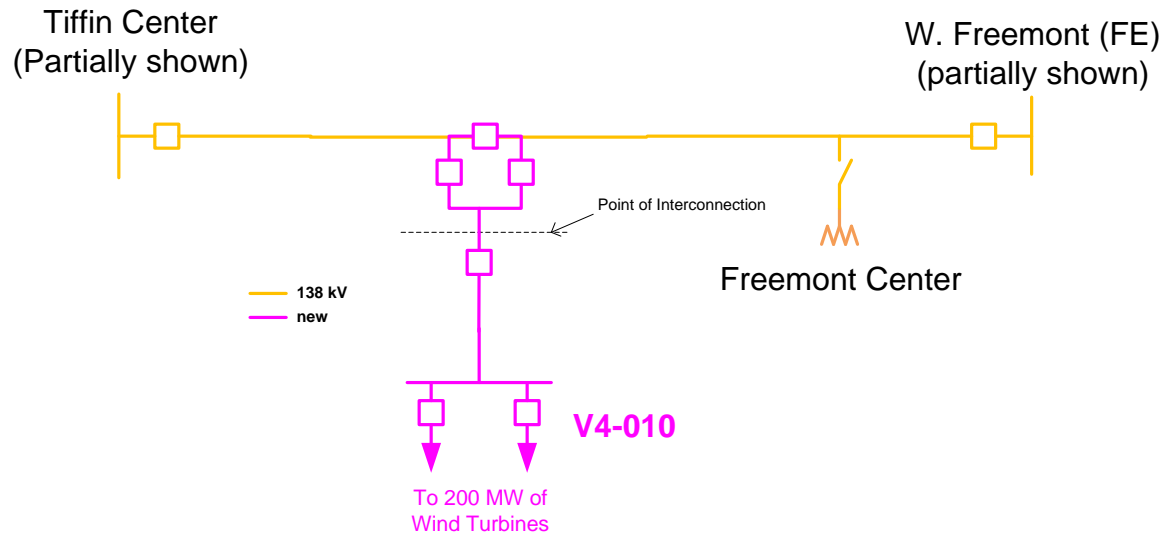 Tiffin Center
(Partially shown)
W. Freemont (FE)
(partially shown)
Point of Interconnection
Freemont Center
138 kV
new
V4-010
To 200 MW of
Wind Turbines